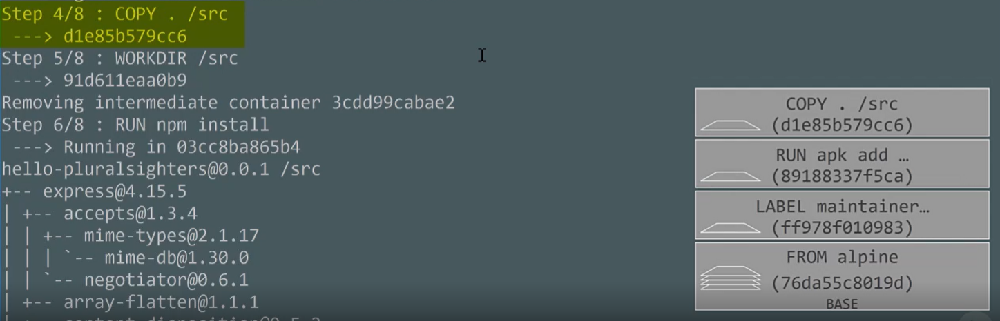 Step 4/8 : COPY . /src
---> d1e85b579cc6
Step 5/8 : WORKDIR /src
---> 91d611eaa0b9
Removing intermediate container 3cdd99cabae2
Step 6/8 : RUN npm install
---> Running in 03cc8ba865b4
hello-pluralsighters@0.0.1 /src
+-- express@4.15.5
| +-- accepts@1.3.4
| | +-- mime-types@2.1.17
| | | `-- mime-db@1.30.0
| | `-- negotiator@0.6.1
| +-- array-flatten@1.1.1
COPY . /src
(d1e85b579cc6)
RUN apk add …
(89188337f5ca)
LABEL maintainer…
(ff978f010983)
FROM alpine
(76da55c8019d)
BASE